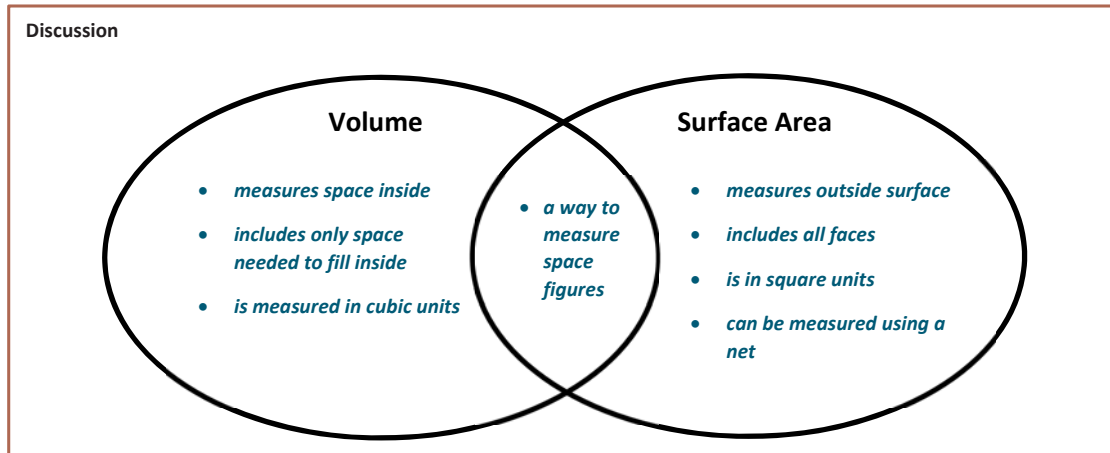 Discussion
Volume
• measures space inside
• includes only space
needed to fill inside
• is measured in cubic units
• a way to
measure
space
figures
Surface Area
• measures outside surface
• includes all faces
• is in square units
• can be measured using a
net